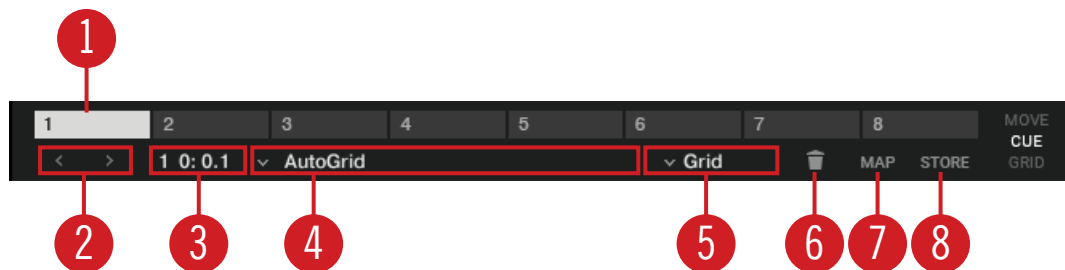 1
1 2 3 4 5 6 7 8 MOVE
CUE
< > 1 0: 0.1 AutoGrid Grid MAP STORE GRID
2 3 4 5 6 7 8